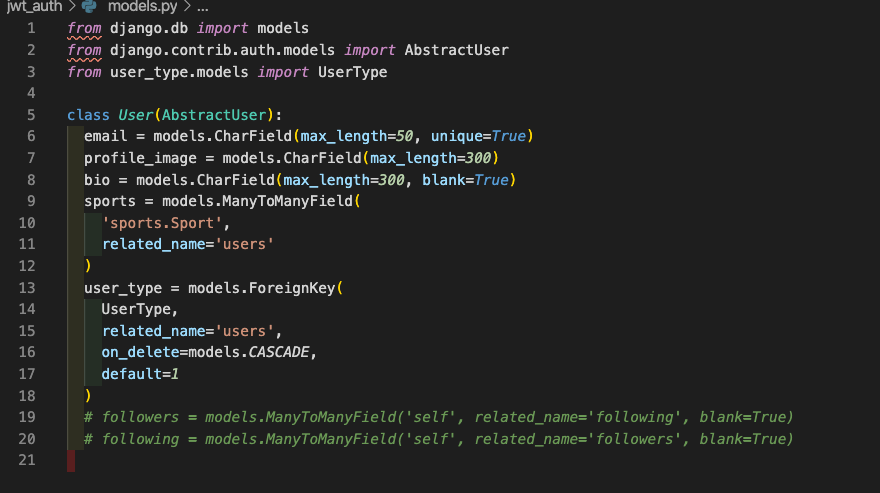 jwt_auth > models.py > ...
1 from django.db import models
2 from django.contrib.auth.models import AbstractUser
3 from user_type.models import UserType
4
5 class User(AbstractUser):
6   email = models.CharField(max_length=50, unique=True)
7   profile_image = models.CharField(max_length=300)
8   bio = models.CharField(max_length=300, blank=True)
9   sports = models.ManyToManyField(
10     'sports.Sport',
11     related_name='users'
12   )
13   user_type = models.ForeignKey(
14     UserType,
15     related_name='users',
16     on_delete=models.CASCADE,
17     default=1
18   )
19   # followers = models.ManyToManyField('self', related_name='following', blank=True)
20   # following = models.ManyToManyField('self', related_name='followers', blank=True)
21